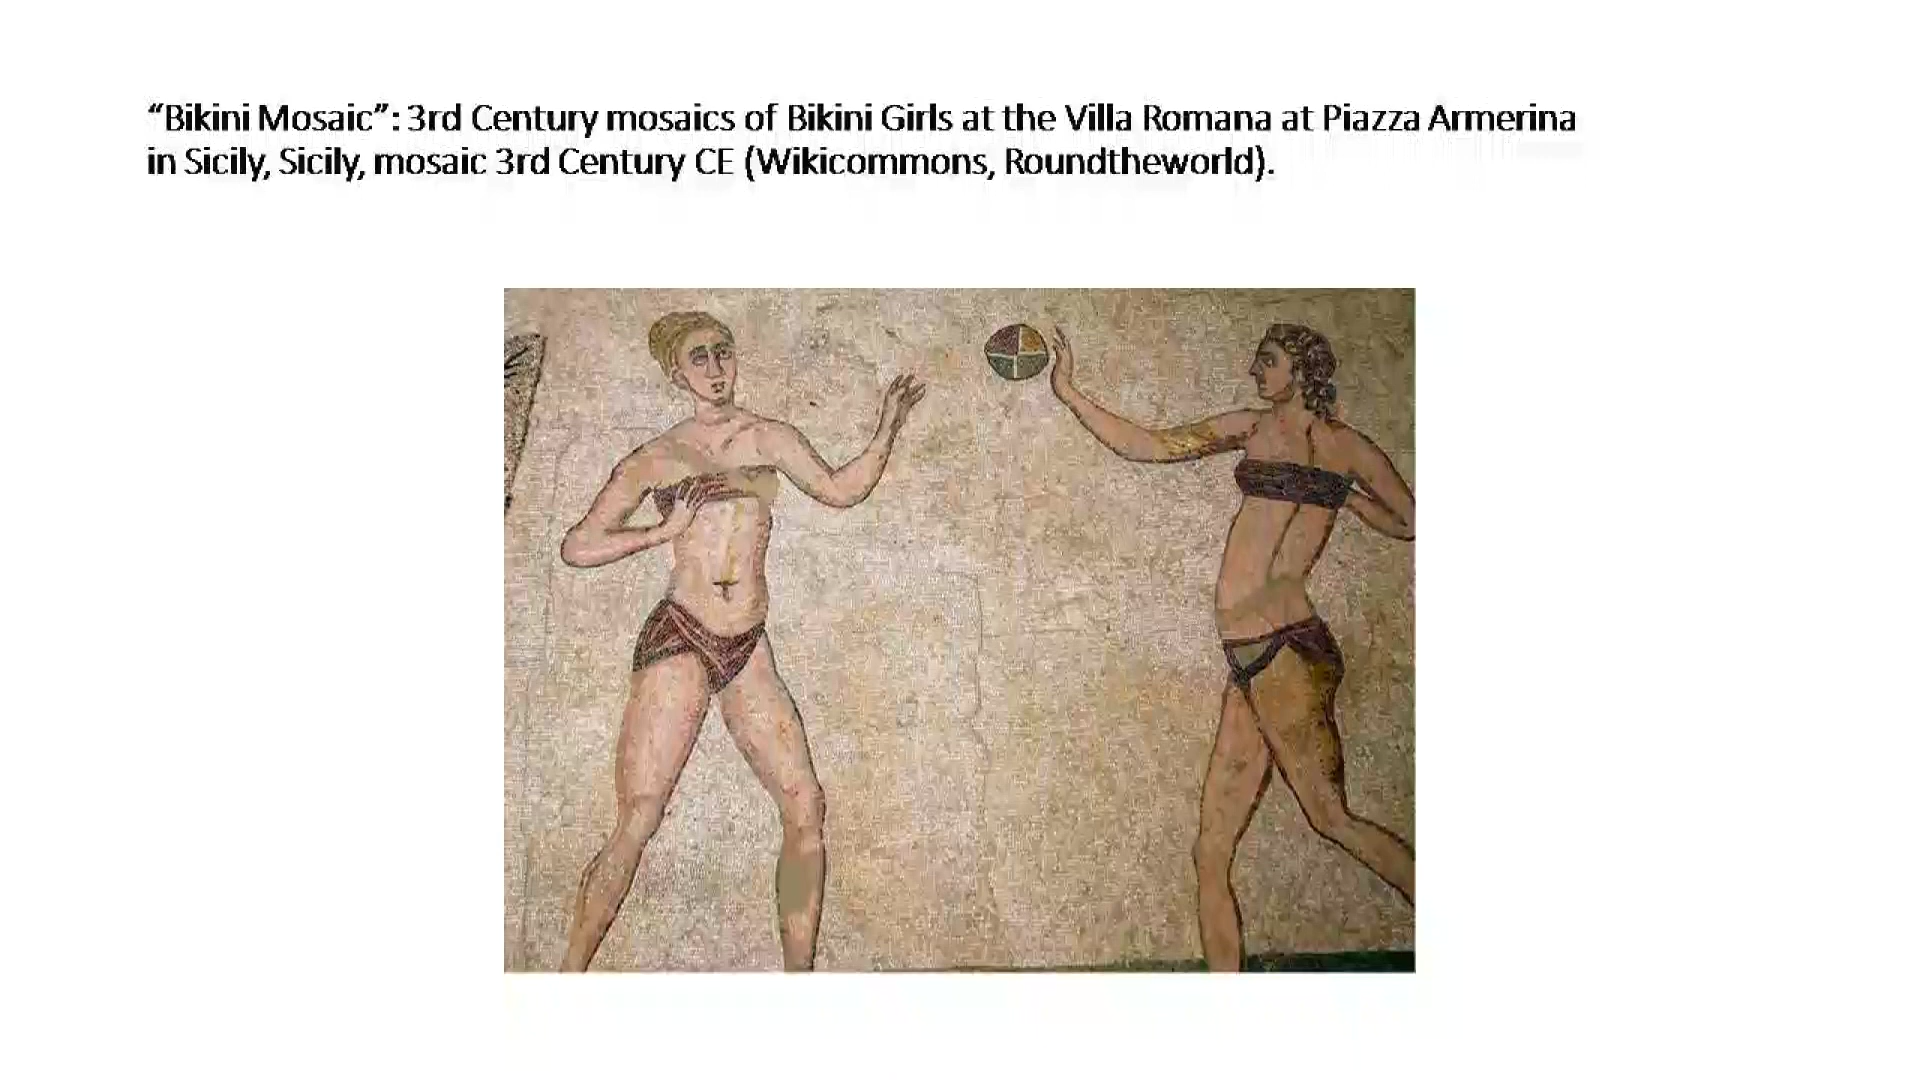 “Bikini Mosaic”: 3rd Century mosaics of Bikini Girls at the Villa Romana at Piazza Armerina
in Sicily, Sicily, mosaic 3rd Century CE (Wikicommons, Roundtheworld).